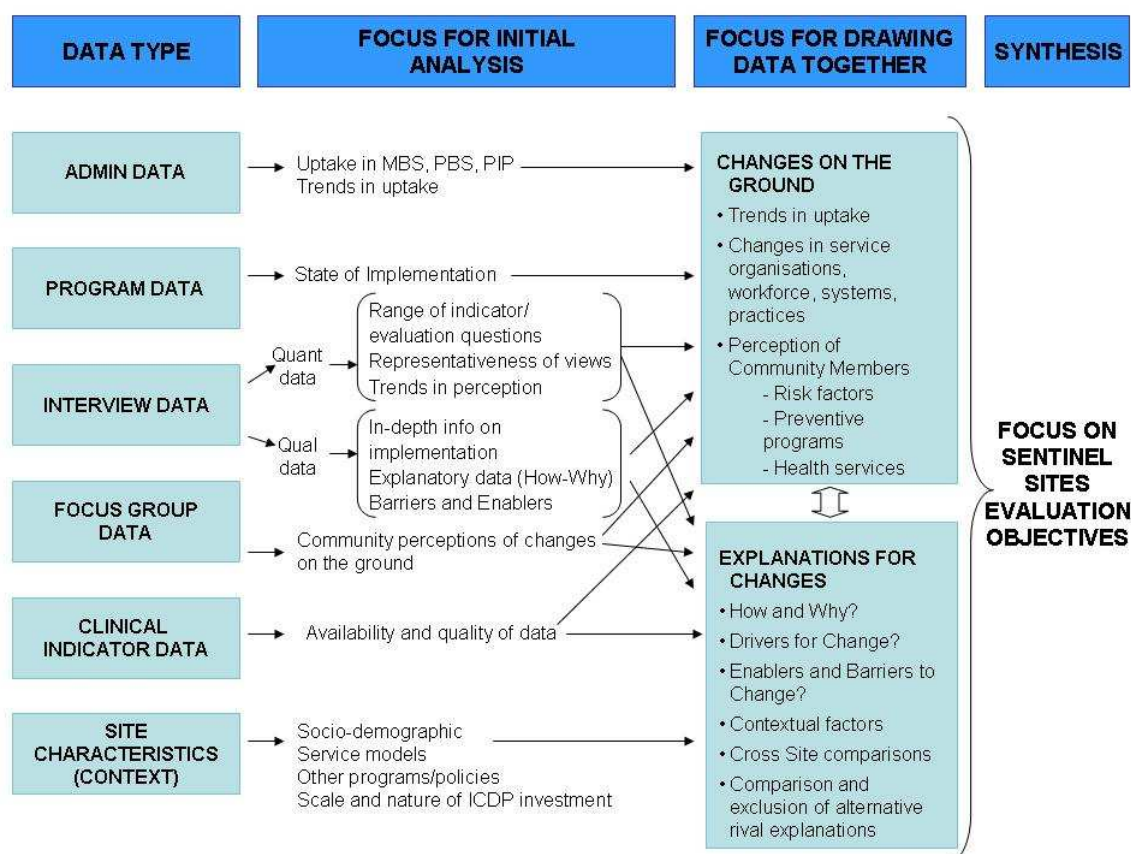 DATA TYPE
FOCUS FOR INITIAL
ANALYSIS
FOCUS FOR DRAWING
DATA TOGETHER
SYNTHESIS
ADMIN DATA
Uptake in MBS, PBS, PIP
Trends in uptake
PROGRAM DATA
State of Implementation
INTERVIEW DATA
Quant
data
Range of indicator/
evaluation questions
Representativeness of views
Trends in perception
Qual
data
In-depth info on
implementation
Explanatory data (How-Why)
Barriers and Enablers
FOCUS GROUP
DATA
Community perceptions of changes
on the ground
CLINICAL
INDICATOR DATA
Availability and quality of data
SITE
CHARACTERISTICS
(CONTEXT)
Socio-demographic
Service models
Other programs/policies
Scale and nature of ICDP investment
CHANGES ON THE
GROUND
• Trends in uptake
• Changes in service
organisations,
workforce, systems,
practices
• Perception of
Community Members
- Risk factors
- Preventive
programs
- Health services
EXPLANATIONS FOR
CHANGES
• How and Why?
• Drivers for Change?
• Enablers and Barriers to
Change?
• Contextual factors
• Cross Site comparisons
• Comparison and
exclusion of alternative
rival explanations
FOCUS ON
SENTINEL
SITES
EVALUATION
OBJECTIVES